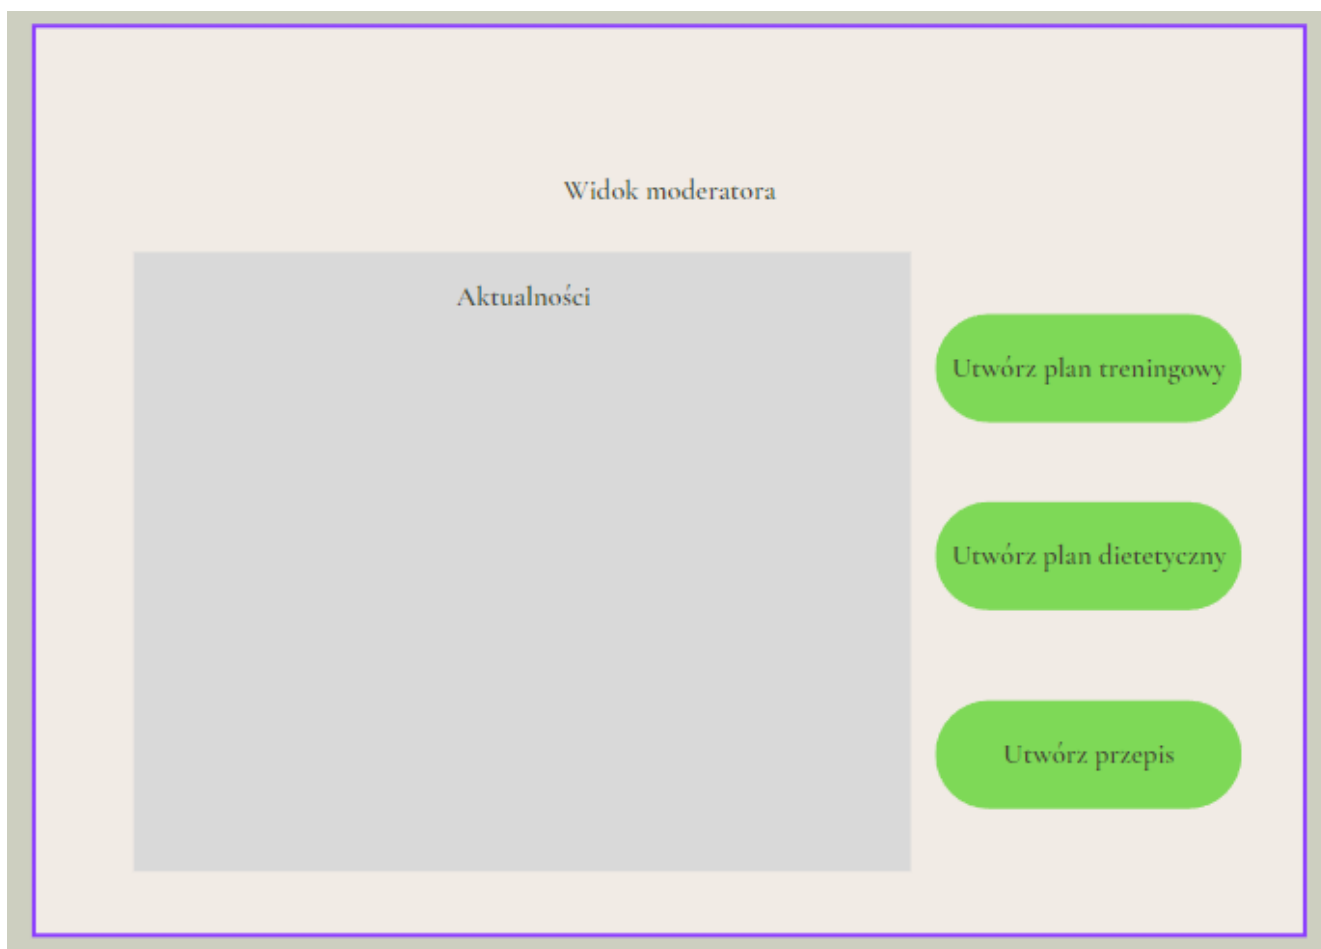 Widok moderatora
Aktualności
Utwórz plan treningowy
Utwórz plan dietetyczny
Utwórz przepis